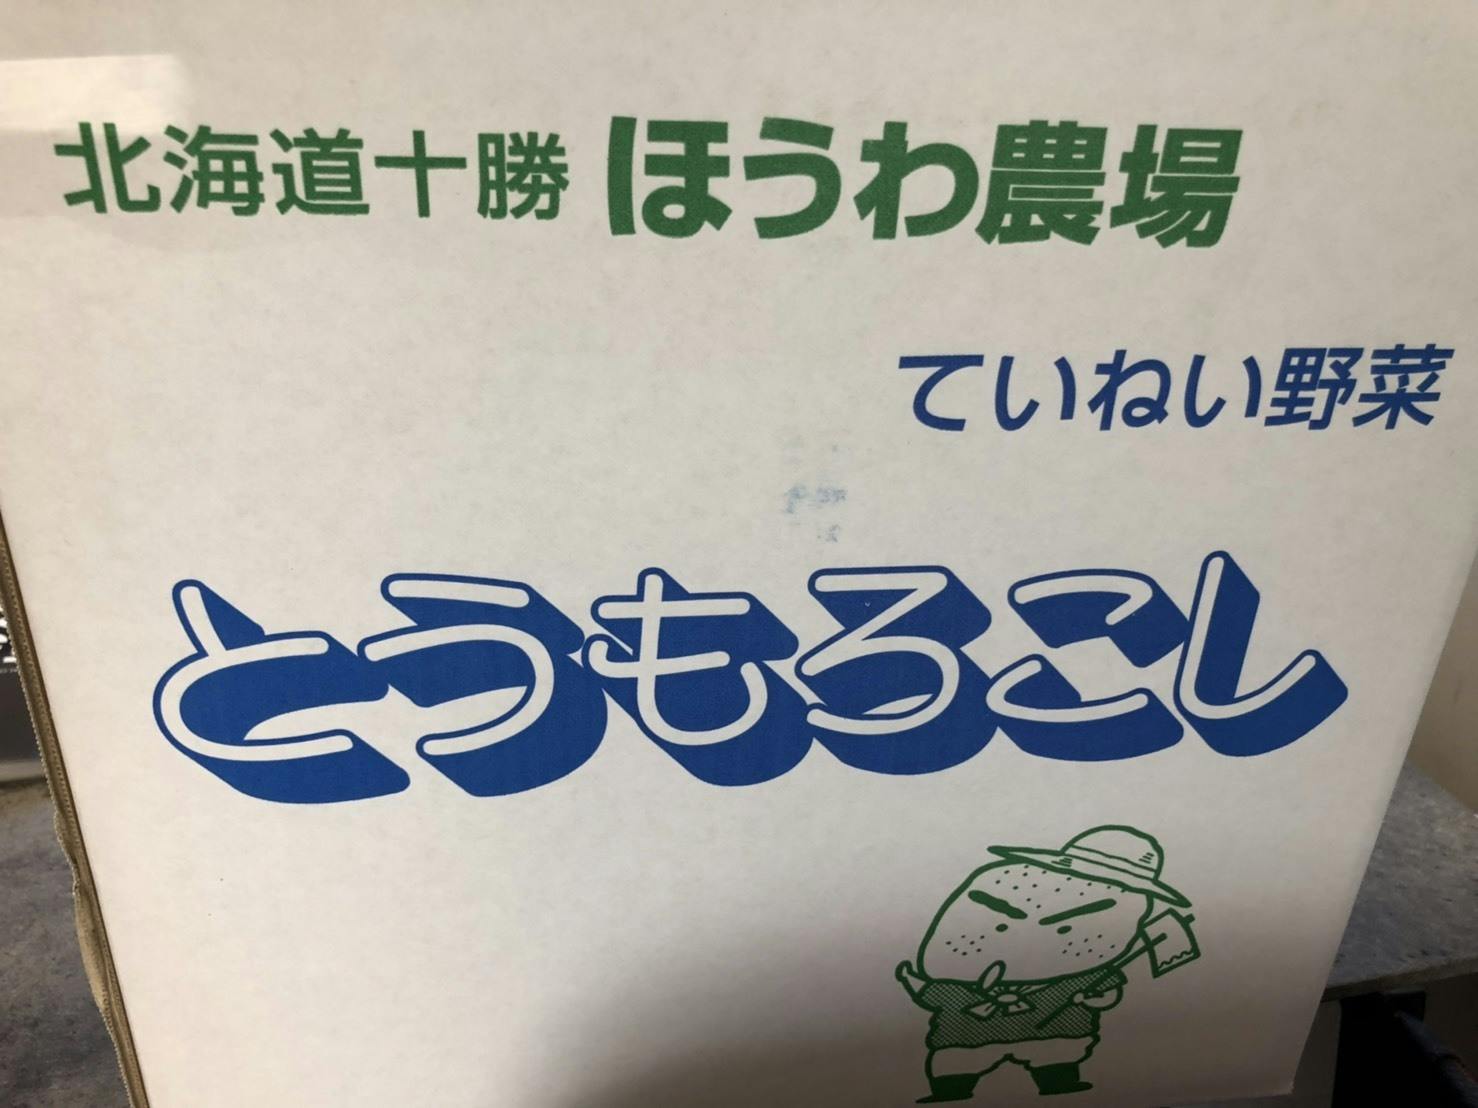 北海道十勝 ほうわ農場
ていねい野菜
とうもろこし